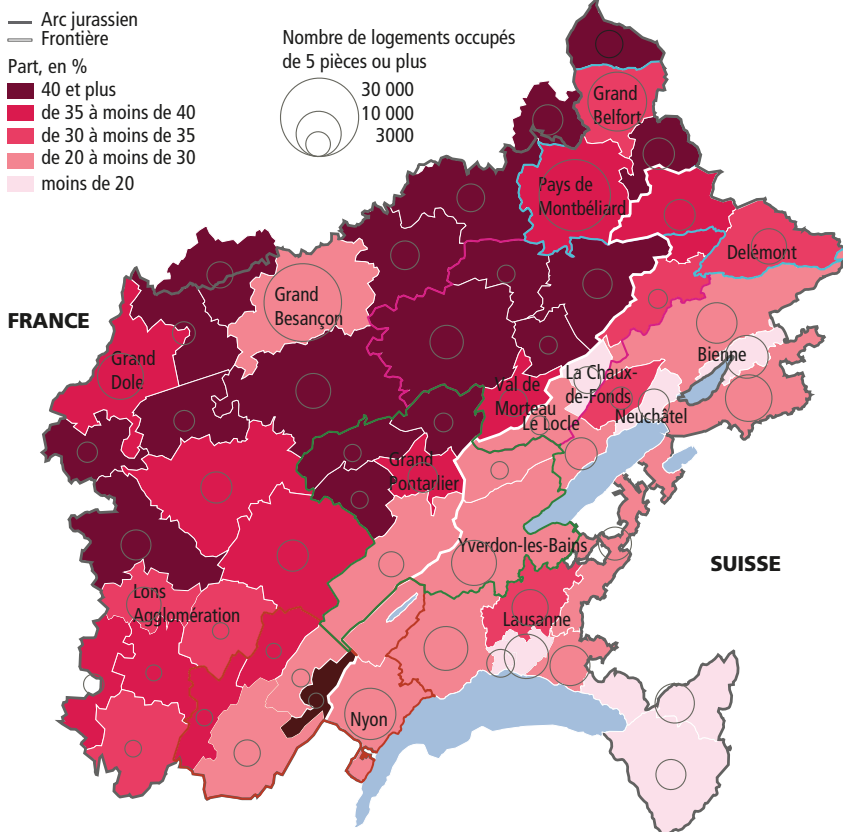 Arc jurassien
Frontière
Part, en %
40 et plus
de 35 à moins de 40
de 30 à moins de 35
de 20 à moins de 30
moins de 20
Nombre de logements occupés
de 5 pièces ou plus
30 000
10 000
3000
Grand
Belfort
Pays de
Montbéliard
Delémont
FRANCE
Grand
Besançon
Grand
Dole
Bienne
La Chaux-
de-Fonds
Val de
Morteau
Le Locle
Neuchâtel
Grand
Pontarlier
Yverdon-les-Bains
SUISSE
Lons
Agglomération
Lausanne
Nyon